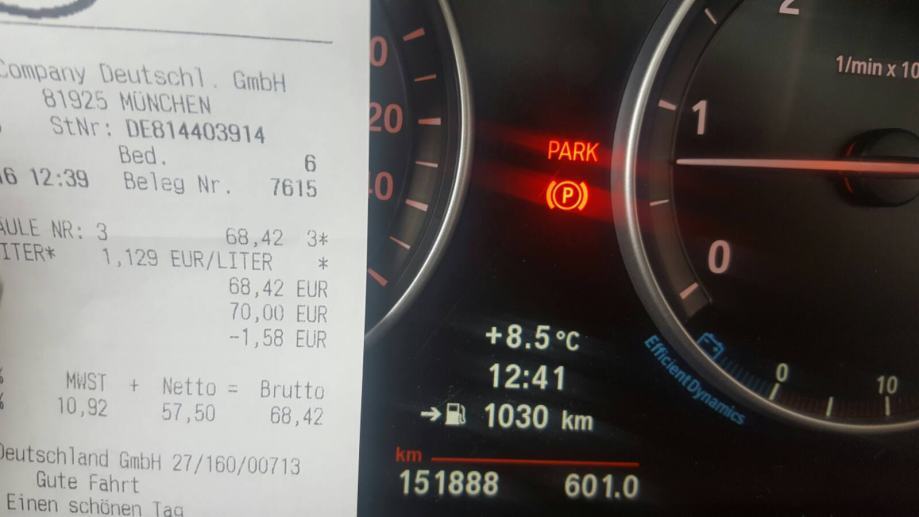 Company Deutschl. GmbH
81925 MÜNCHEN
StNr: DE814403914
Bed. 6
12:39 Beleg Nr. 7615
NR: 3 68,42 3*
1,129 EUR/LITER *
68,42 EUR
70,00 EUR
-1,58 EUR
MWST + Netto = Brutto
% 10,92 57,50 68,42
Deutschland GmbH 27/160/00713
Gute Fahrt
Einen schönen Tag
20
PARK
P
+8.5 °C
12:41
→ 1030 km
km
151888 601.0
2
1/min x 10
1
0
EfficientDynamics
0
10